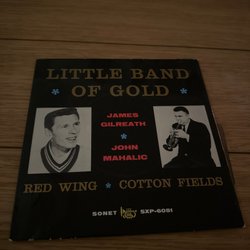 LITTLE BAND
* OF GOLD *
JAMES
GILREATH
*
JOHN
MAHALIC
RED WING * COTTON FIELDS
SONET SXP-6051